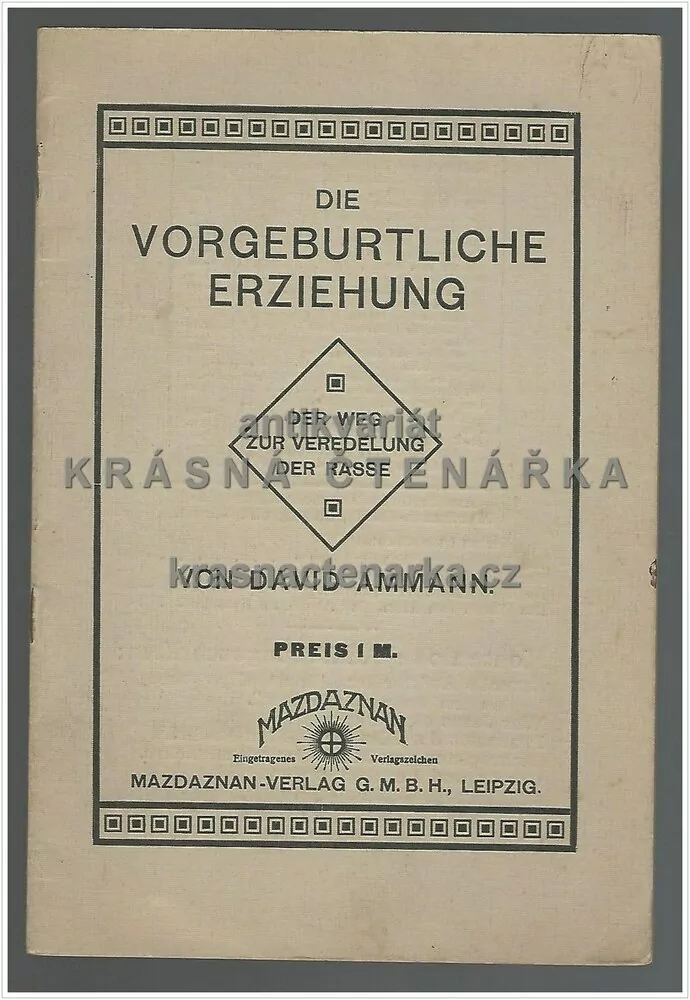 DIE
VORGEBURTLICHE
ERZIEHUNG
antikvariát
DER WEG
ZUR VEREDELUNG
KRÁSNÁ ČTENÁŘKA
DER RASSE
krasnactenarka.cz
VON DAVID AMMANN.
PREIS 1 M.
MAZDAZNAN
Eingetragenes Verlagszeichen
MAZDAZNAN-VERLAG G. M. B. H., LEIPZIG.